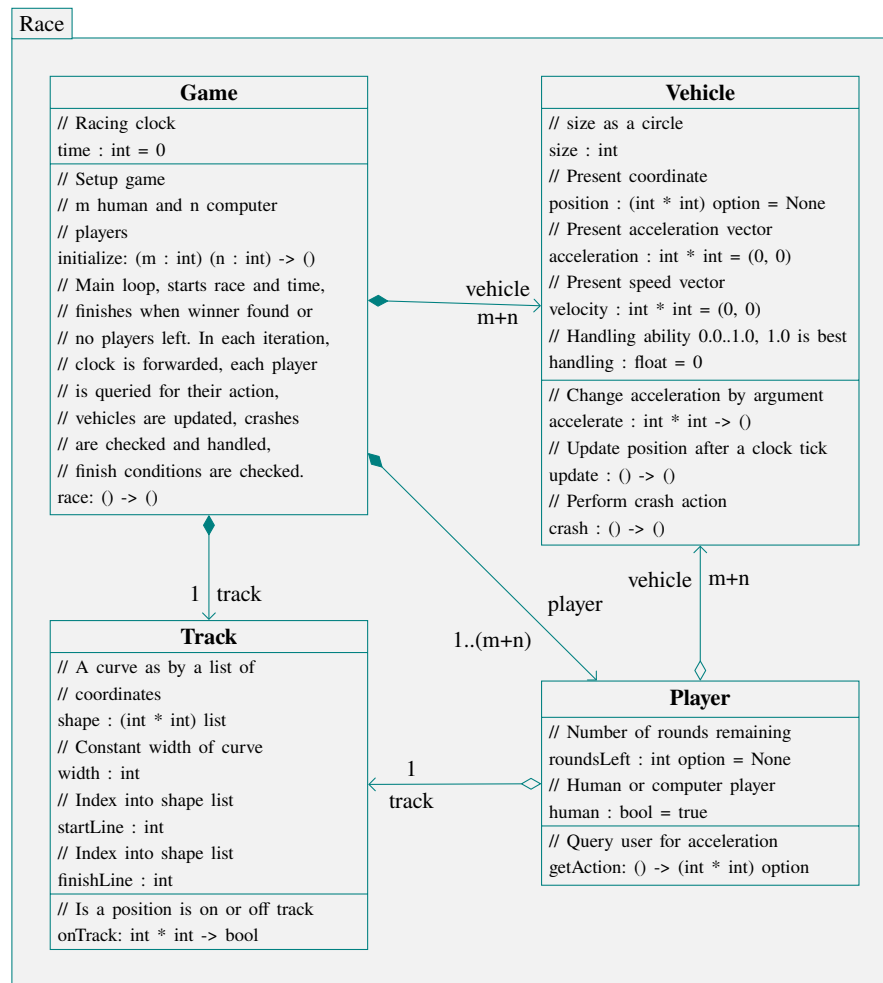 Race
Game
// Racing clock
time : int = 0
// Setup game
// m human and n computer
// players
initialize: (m : int) (n : int) -> ()
// Main loop, starts race and time,
// finishes when winner found or
// no players left. In each iteration,
// clock is forwarded, each player
// is queried for their action,
// vehicles are updated, crashes
// are checked and handled,
// finish conditions are checked.
race: () -> ()
vehicle
m+n
Vehicle
// size as a circle
size : int
// Present coordinate
position : (int * int) option = None
// Present acceleration vector
acceleration : int * int = (0, 0)
// Present speed vector
velocity : int * int = (0, 0)
// Handling ability 0.0..1.0, 1.0 is best
handling : float = 0
// Change acceleration by argument
accelerate : int * int -> ()
// Update position after a clock tick
update : () -> ()
// Perform crash action
crash : () -> ()
1 track
player
1..(m+n)
vehicle m+n
Track
// A curve as by a list of
// coordinates
shape : (int * int) list
// Constant width of curve
width : int
// Index into shape list
startLine : int
// Index into shape list
finishLine : int
// Is a position is on or off track
onTrack: int * int -> bool
1
track
Player
// Number of rounds remaining
roundsLeft : int option = None
// Human or computer player
human : bool = true
// Query user for acceleration
getAction: () -> (int * int) option